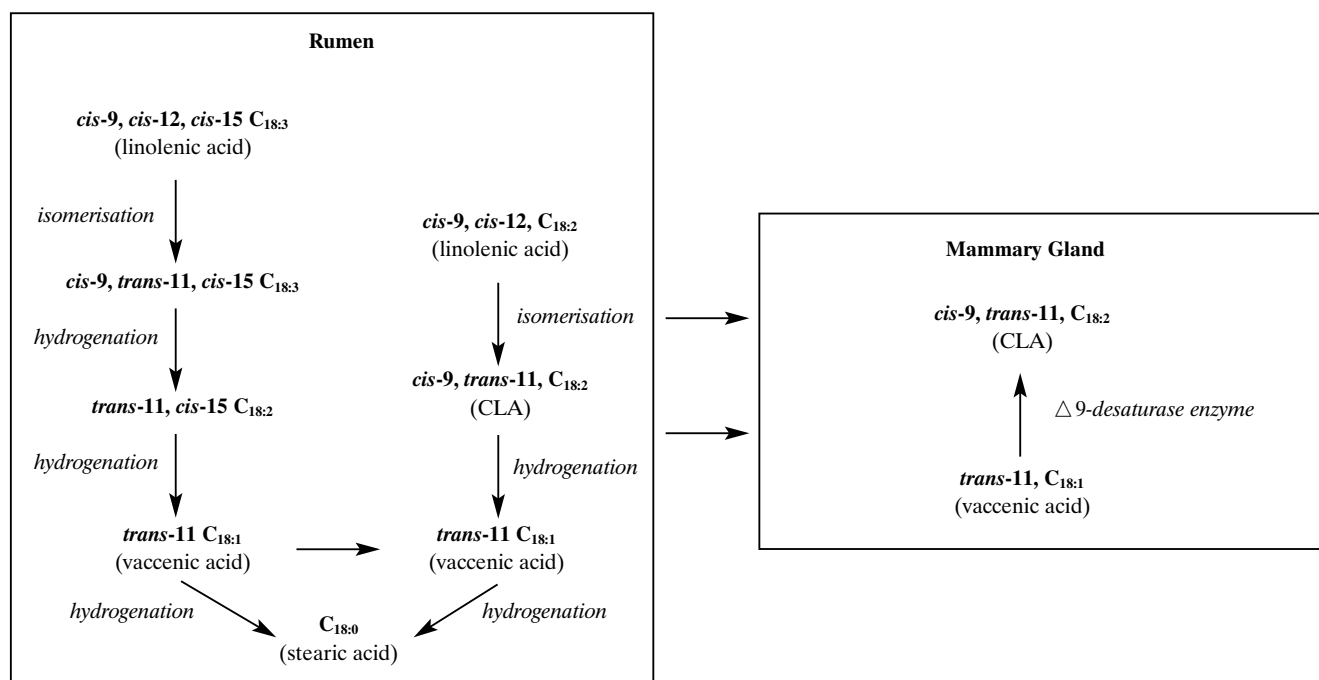 Rumen
cis-9, cis-12, cis-15 C18:3
(linolenic acid)
isomerisation
cis-9, trans-11, cis-15 C18:3
hydrogenation
trans-11, cis-15 C18:2
hydrogenation
trans-11 C18:1
(vaccenic acid)
hydrogenation
cis-9, cis-12, C18:2
(linolenic acid)
isomerisation
cis-9, trans-11, C18:2
(CLA)
hydrogenation
trans-11 C18:1
(vaccenic acid)
hydrogenation
C18:0
(stearic acid)
Mammary Gland
cis-9, trans-11, C18:2
(CLA)
△9-desaturase enzyme
trans-11, C18:1
(vaccenic acid)